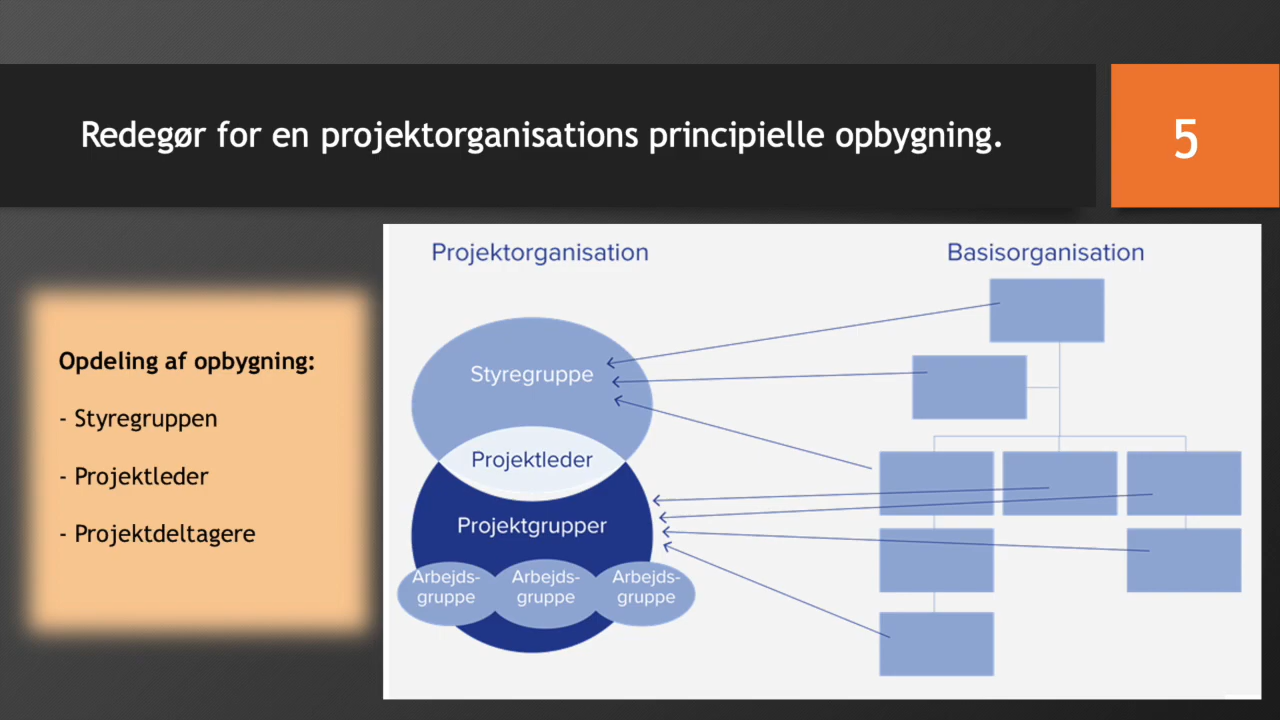 Redegør for en projektorganisations principielle opbygning.
5
Opdeling af opbygning:
- Styregruppen
- Projektleder
- Projektdeltagere
Projektorganisation
Basisorganisation
Styregruppe
Projektleder
Projektgrupper
Arbejds-
gruppe
Arbejds-
gruppe
Arbejds-
gruppe